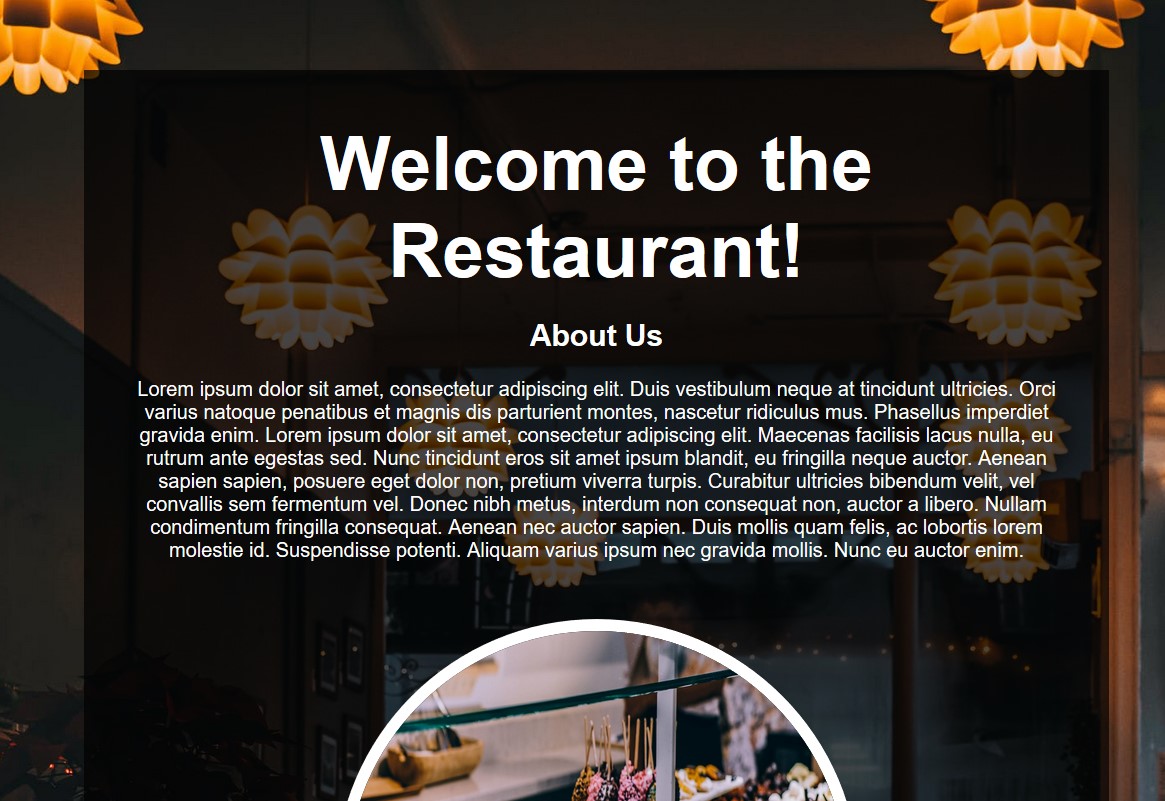 Welcome to the
Restaurant!
About Us
Lorem ipsum dolor sit amet, consectetur adipiscing elit. Duis vestibulum neque at tincidunt ultricies. Orci
varius natoque penatibus et magnis dis parturient montes, nascetur ridiculus mus. Phasellus imperdiet
gravida enim. Lorem ipsum dolor sit amet, consectetur adipiscing elit. Maecenas facilisis lacus nulla, eu
rutrum ante egestas sed. Nunc tincidunt eros sit amet ipsum blandit, eu fringilla neque auctor. Aenean
sapien sapien, posuere eget dolor non, pretium viverra turpis. Curabitur ultricies bibendum velit, vel
convallis sem fermentum vel. Donec nibh metus, interdum non consequat non, auctor a libero. Nullam
condimentum fringilla consequat. Aenean nec auctor sapien. Duis mollis quam felis, ac lobortis lorem
molestie id. Suspendisse potenti. Aliquam varius ipsum nec gravida mollis. Nunc eu auctor enim.